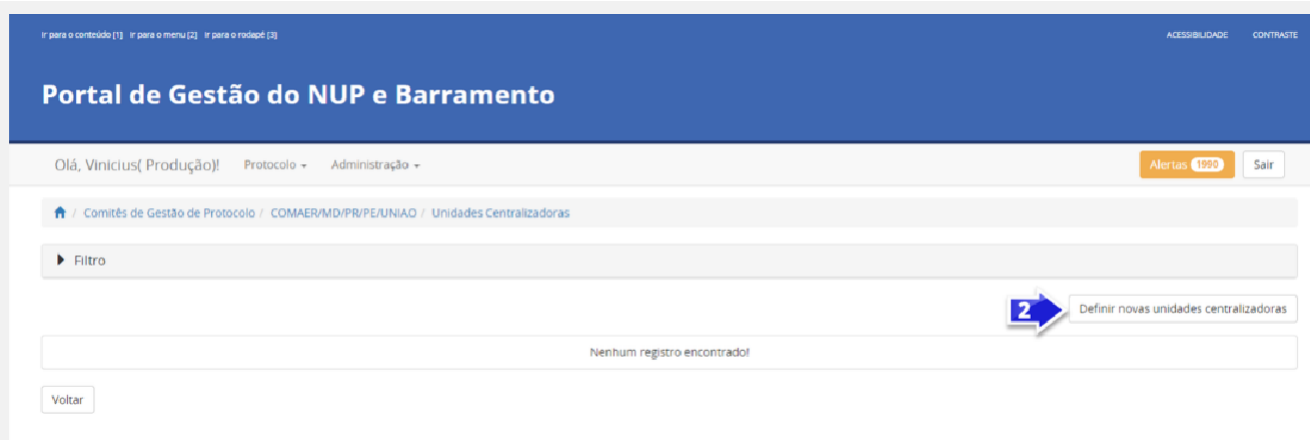 Ir para o conteúdo [1] Ir para o menu [2] Ir para o rodapé [3] ACESSIBILIDADE CONTRASTE
Portal de Gestão do NUP e Barramento
Olá, Vinicius( Produção)! Protocolo Administração Alertas 1990 Sair
/ Comitês de Gestão de Protocolo / COMAER/MD/PR/PE/UNIAO / Unidades Centralizadoras
Filtro
2 Definir novas unidades centralizadoras
Nenhum registro encontrado!
Voltar